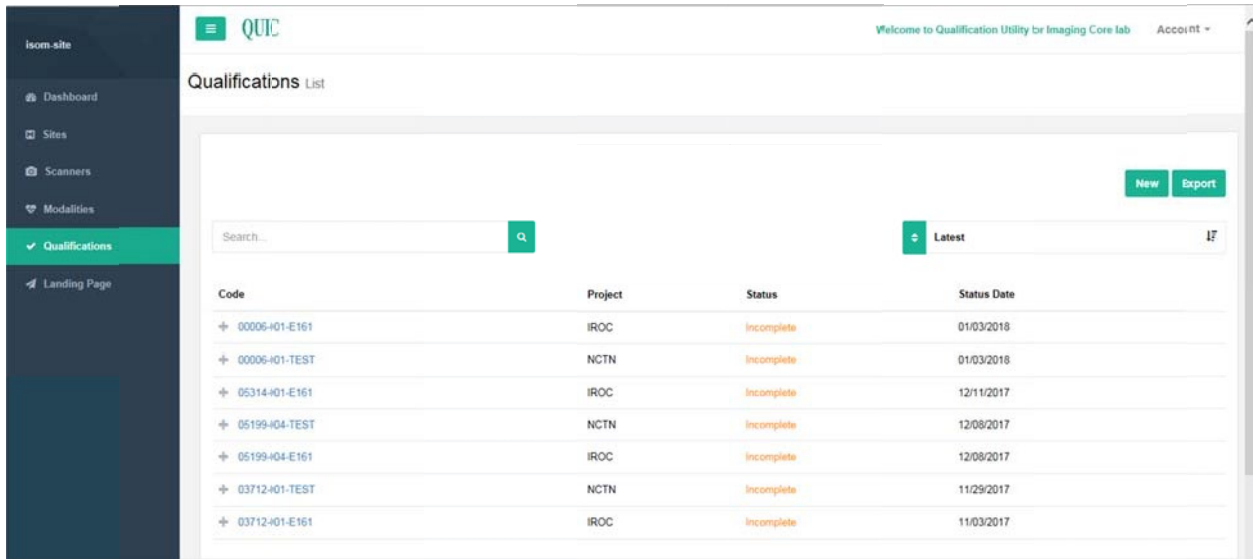 isom-site
Dashboard
Sites
Scanners
Modalities
Qualifications
Landing Page
QUIC
Welcome to Qualification Utility for Imaging Core lab Account
Qualifications List
New Export
Search...
Latest
Code Project Status Status Date
00006-I01-E161 IROC Incomplete 01/03/2018
00006-I01-TEST NCTN Incomplete 01/03/2018
05314-I01-E161 IROC Incomplete 12/11/2017
05199-I04-TEST NCTN Incomplete 12/08/2017
05199-I04-E161 IROC Incomplete 12/08/2017
03712-I01-TEST NCTN Incomplete 11/29/2017
03712-I01-E161 IROC Incomplete 11/03/2017